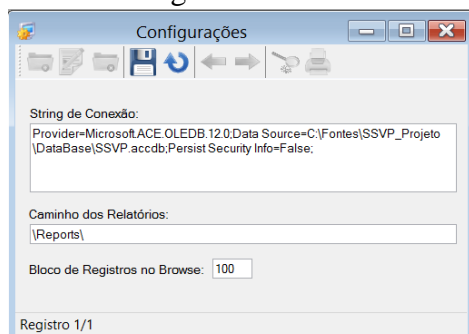 Configurações
String de Conexão:
Provider=Microsoft.ACE.OLEDB.12.0;Data Source=C:\Fontes\SSVP_Projeto
\DataBase\SSVP.accdb;Persist Security Info=False;
Caminho dos Relatórios:
\Reports\
Bloco de Registros no Browse: 100
Registro 1/1